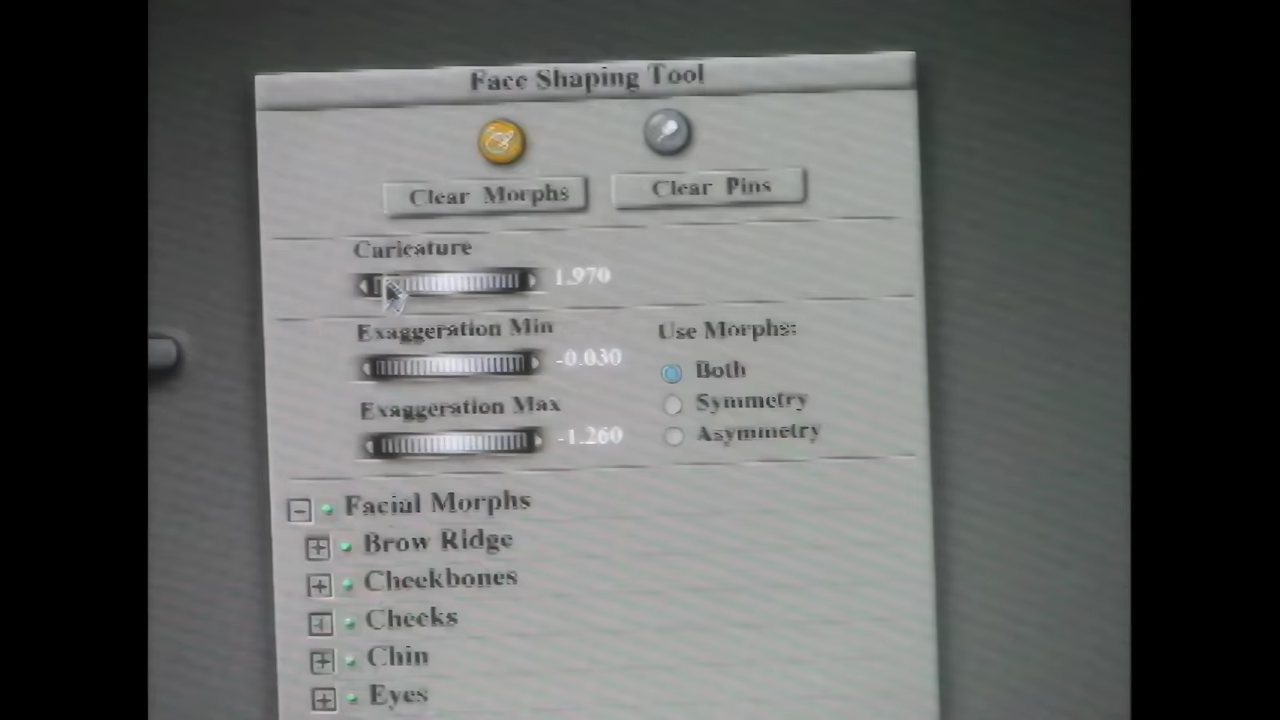 Face Shaping Tool
Clear Morphs
Clear Pins
Caricature
1.970
Exaggeration Min
-0.030
Exaggeration Max
-1.260
Use Morphs:
Both
Symmetry
Asymmetry
Facial Morphs
Brow Ridge
Cheekbones
Cheeks
Chin
Eyes